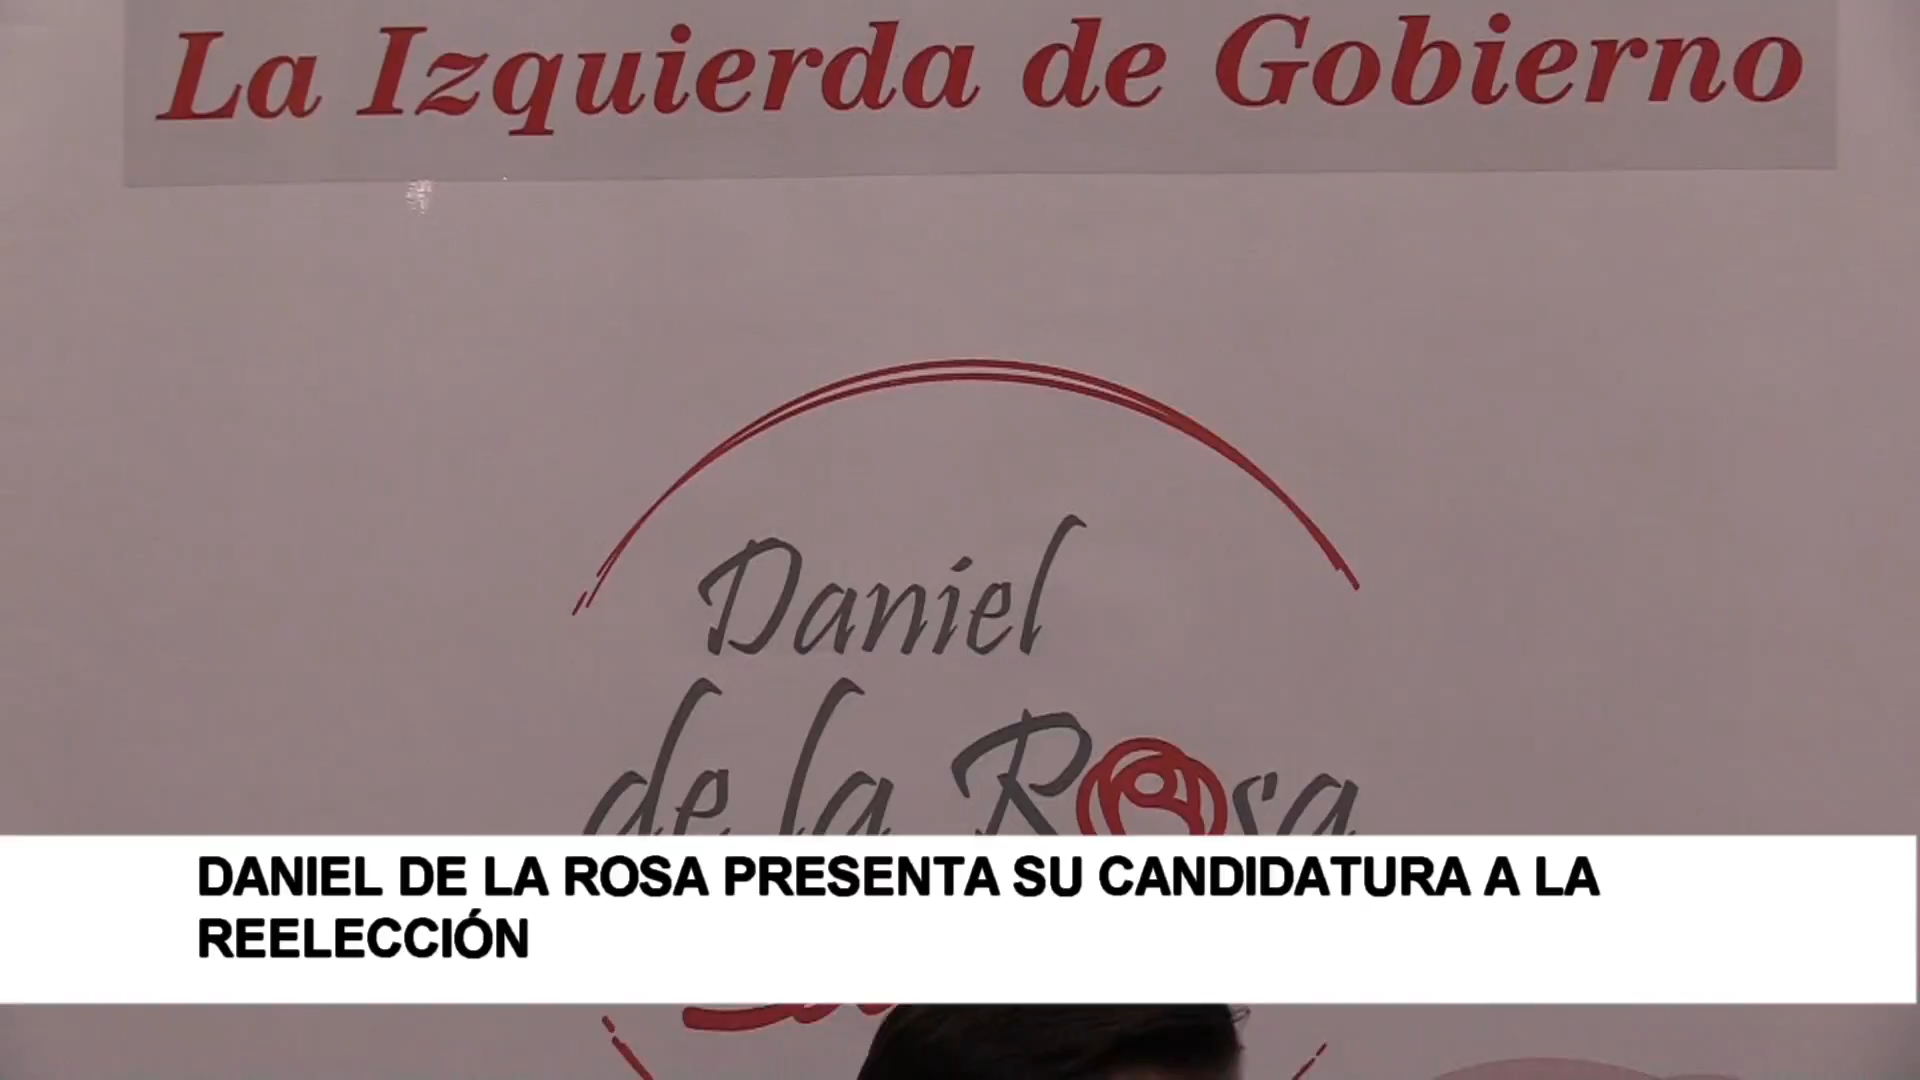 La Izquierda de Gobierno
Daniel
de la Rosa
DANIEL DE LA ROSA PRESENTA SU CANDIDATURA A LA
REELECCIÓN